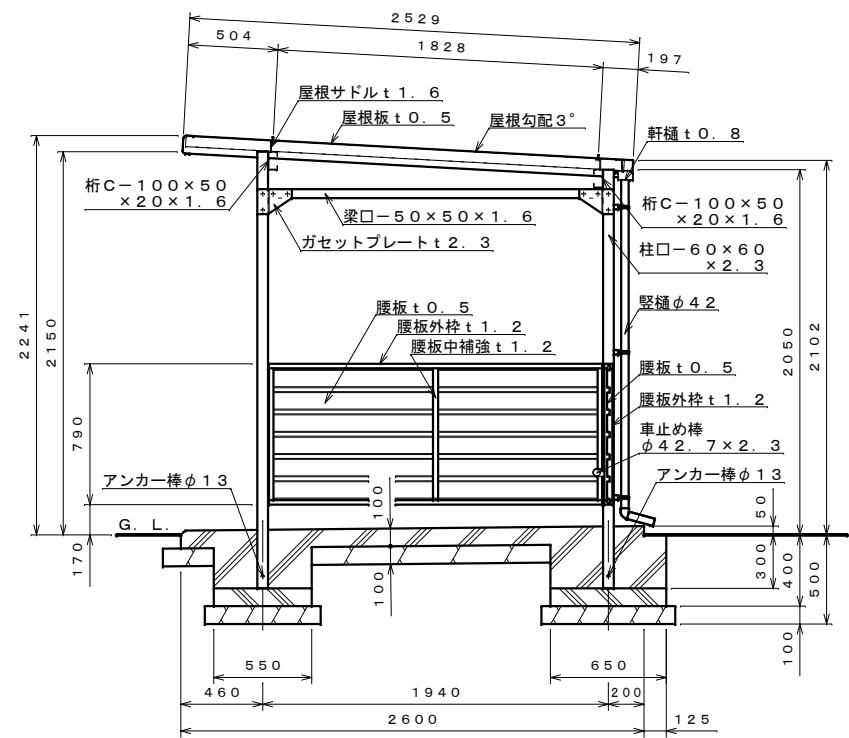 2529
504
1828
197
屋根サドルｔ１．６
屋根板ｔ０．５
屋根勾配３°
軒樋ｔ０．８
桁Ｃ－１００×５０
×２０×１．６
梁口－５０×５０×１．６
ガセットプレートｔ２．３
桁Ｃ－１００×５０
×２０×１．６
柱口－６０×６０
×２．３
竪樋φ４２
腰板ｔ０．５
腰板外枠ｔ１．２
腰板中補強ｔ１．２
腰板ｔ０．５
腰板外枠ｔ１．２
車止め棒
φ４２．７×２．３
アンカー棒φ１３
アンカー棒φ１３
Ｇ．Ｌ．
2241
2150
790
170
100
100
2050
2102
50
300
400
500
100
550
650
460
1940
200
2600
125